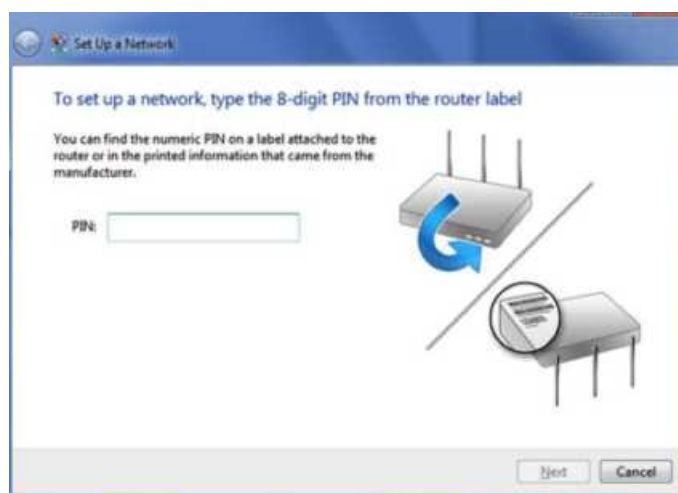 Set Up a Network
To set up a network, type the 8-digit PIN from the router label
You can find the numeric PIN on a label attached to the
router or in the printed information that came from the
manufacturer.
PIN:
Next
Cancel